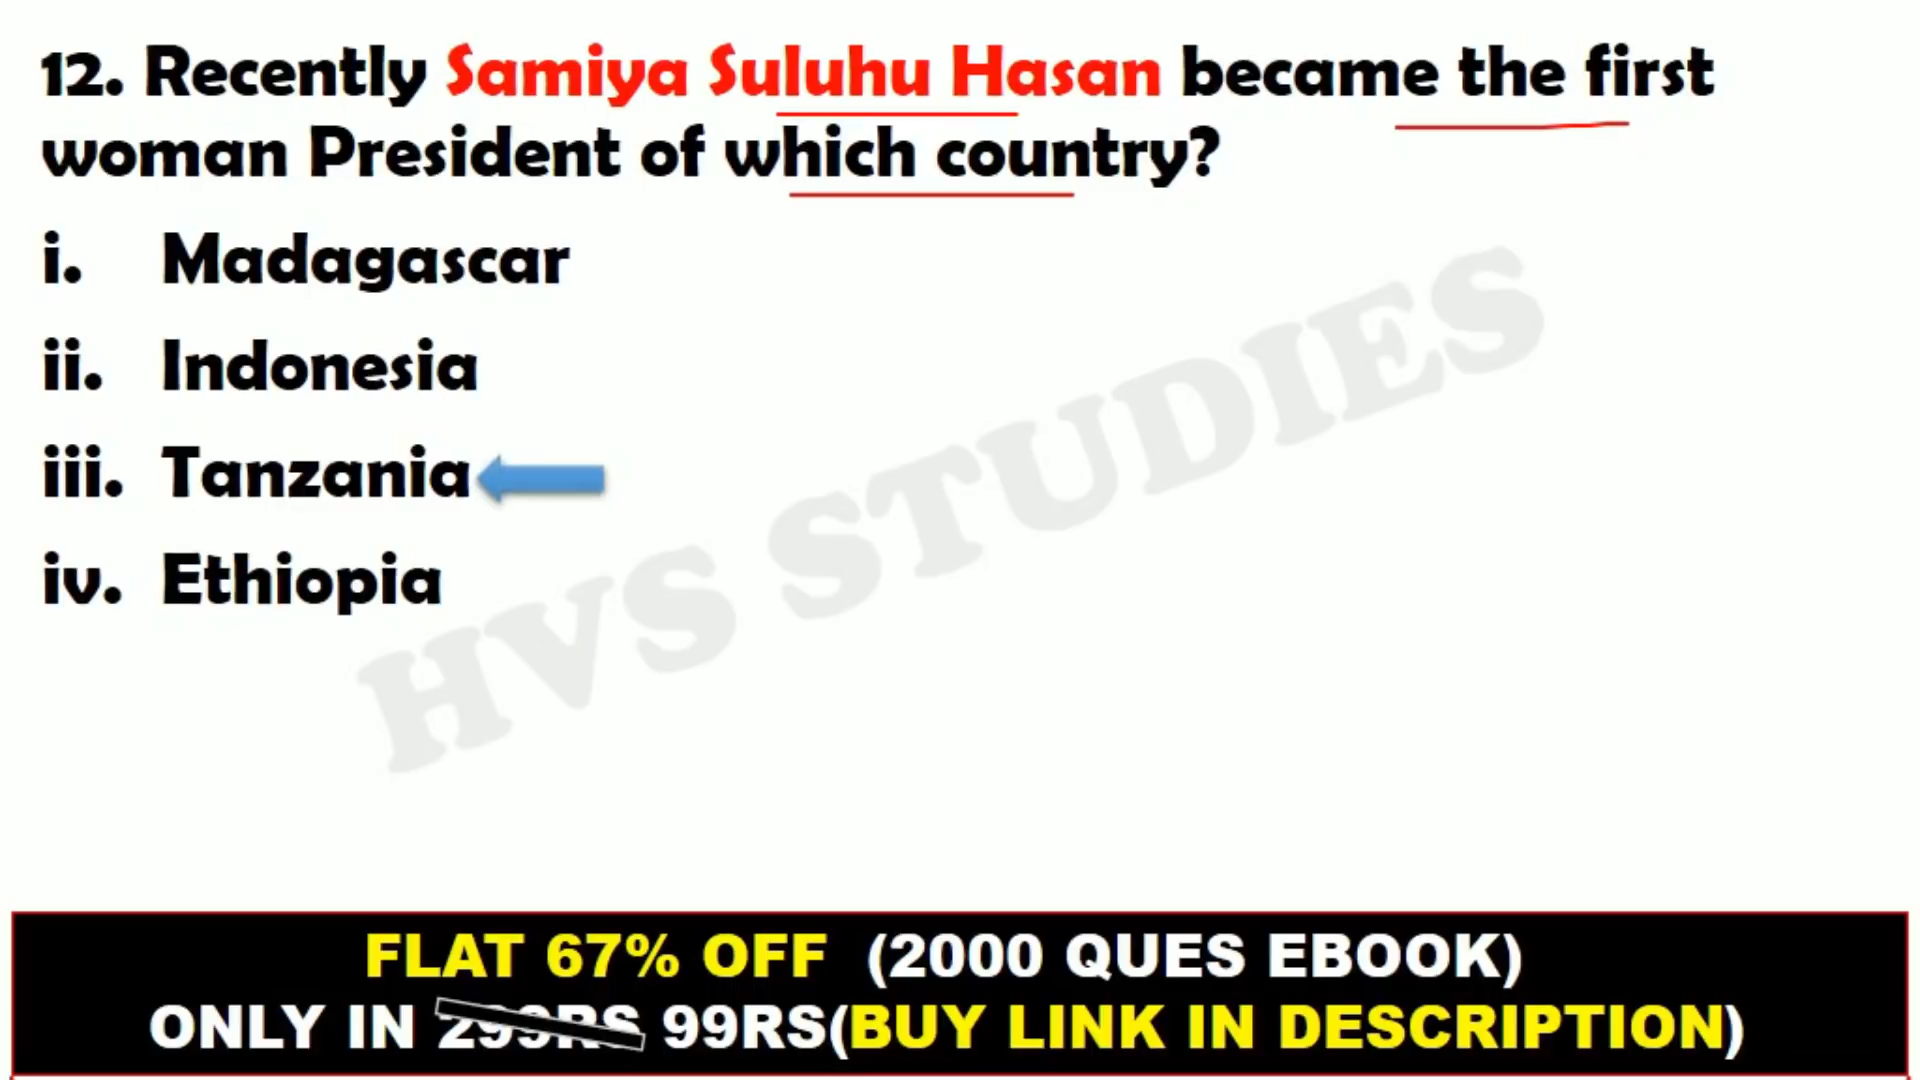 12. Recently Samiya Suluhu Hasan became the first
woman President of which country?
i. Madagascar
ii. Indonesia
iii. Tanzania
iv. Ethiopia
HVS STUDIES
FLAT 67% OFF (2000 QUES EBOOK)
ONLY IN 299RS 99RS(BUY LINK IN DESCRIPTION)